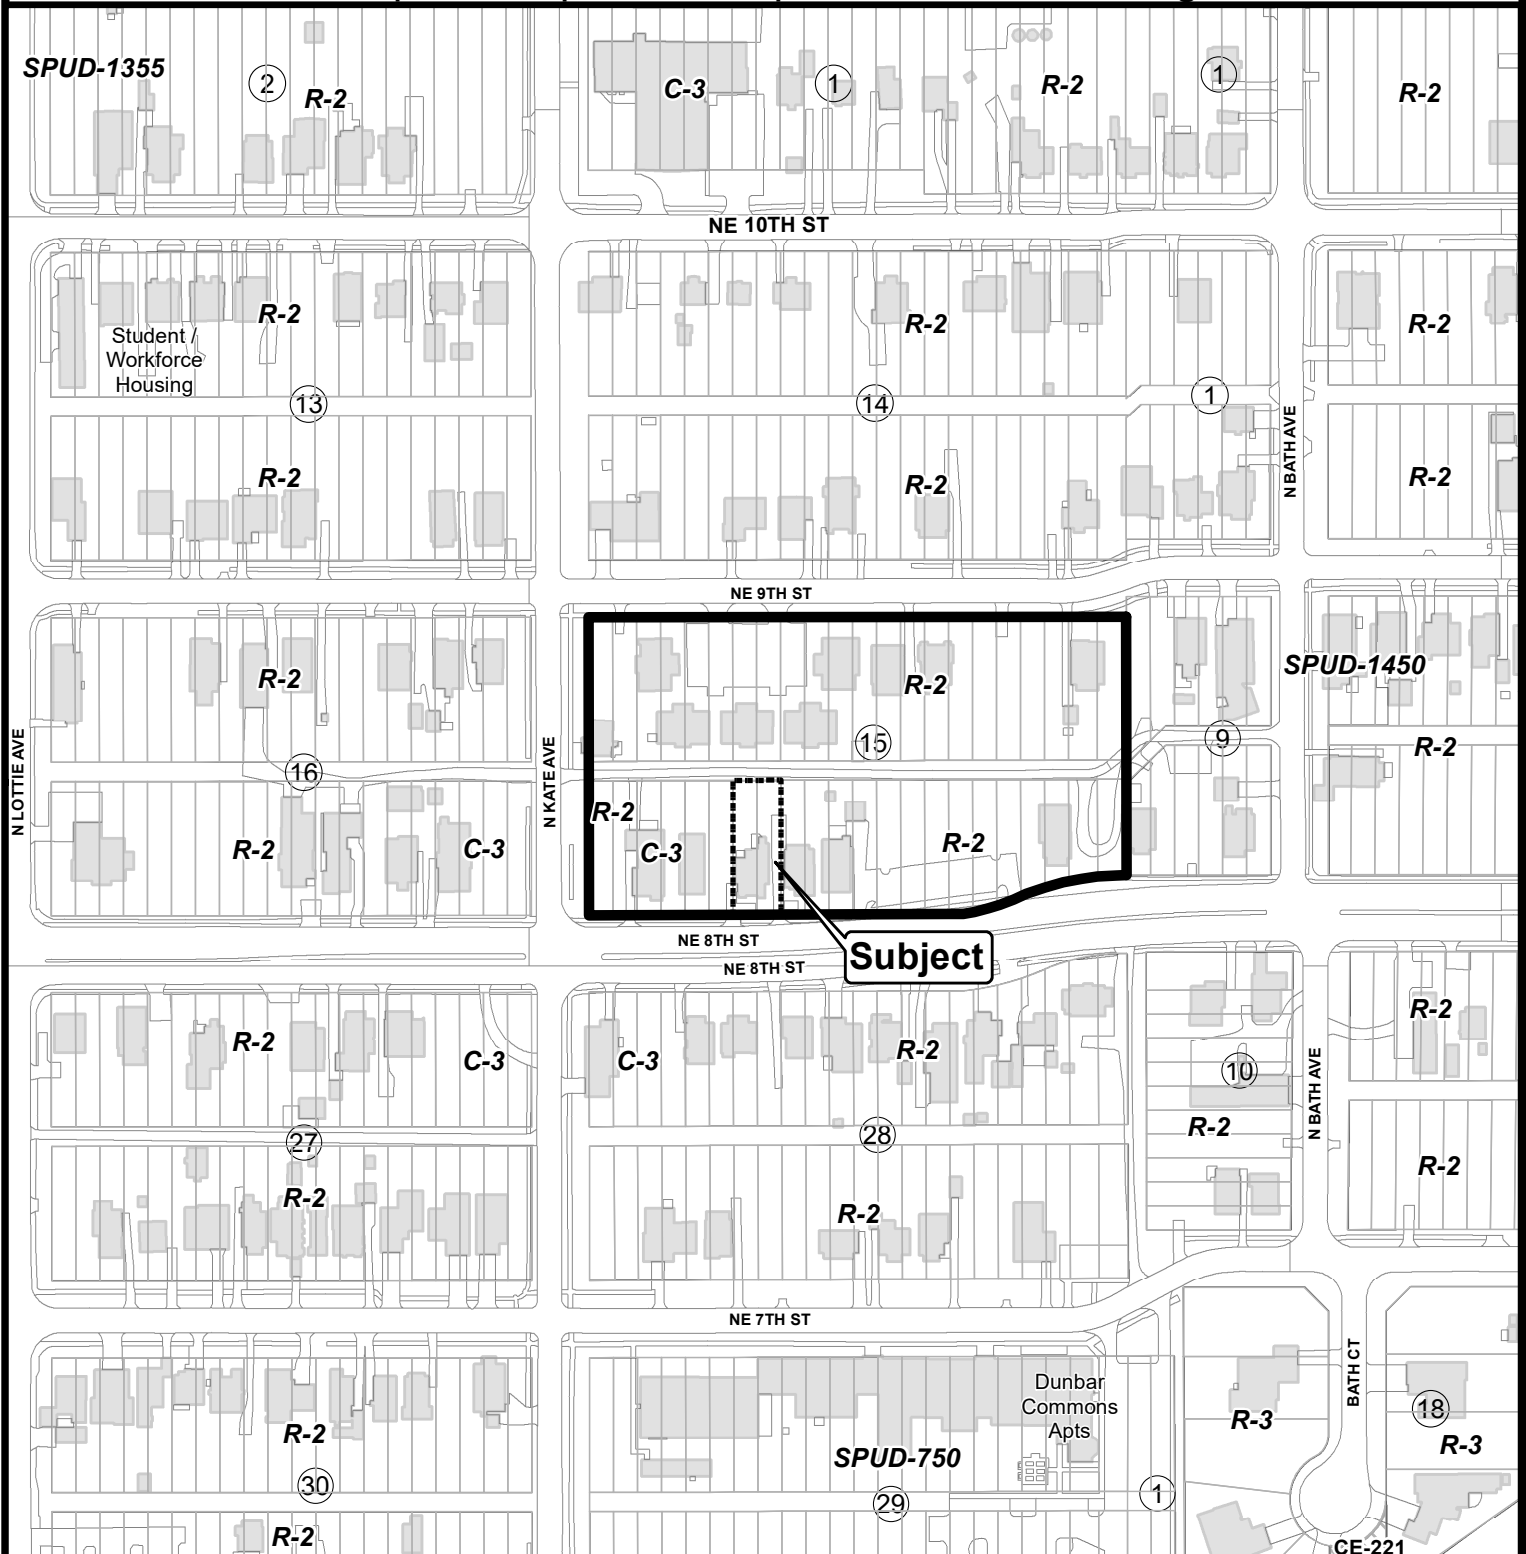 SPUD-1355
2
R-2
C-3
1
R-2
1
R-2
NE 10TH ST
R-2
Student /
Workforce
Housing
13
R-2
14
1
R-2
N BATH AVE
R-2
R-2
R-2
NE 9TH ST
R-2
R-2
SPUD-1450
N LOTTIE AVE
16
N KATE AVE
15
9
R-2
R-2
R-2
C-3
R-2
C-3
R-2
NE 8TH ST
Subject
NE 8TH ST
R-2
C-3
C-3
R-2
10
R-2
N BATH AVE
R-2
27
28
R-2
R-2
R-2
NE 7TH ST
Dunbar
Commons
Apts
BATH CT
R-2
R-3
18
R-3
SPUD-750
30
29
1
R-2
CE-221